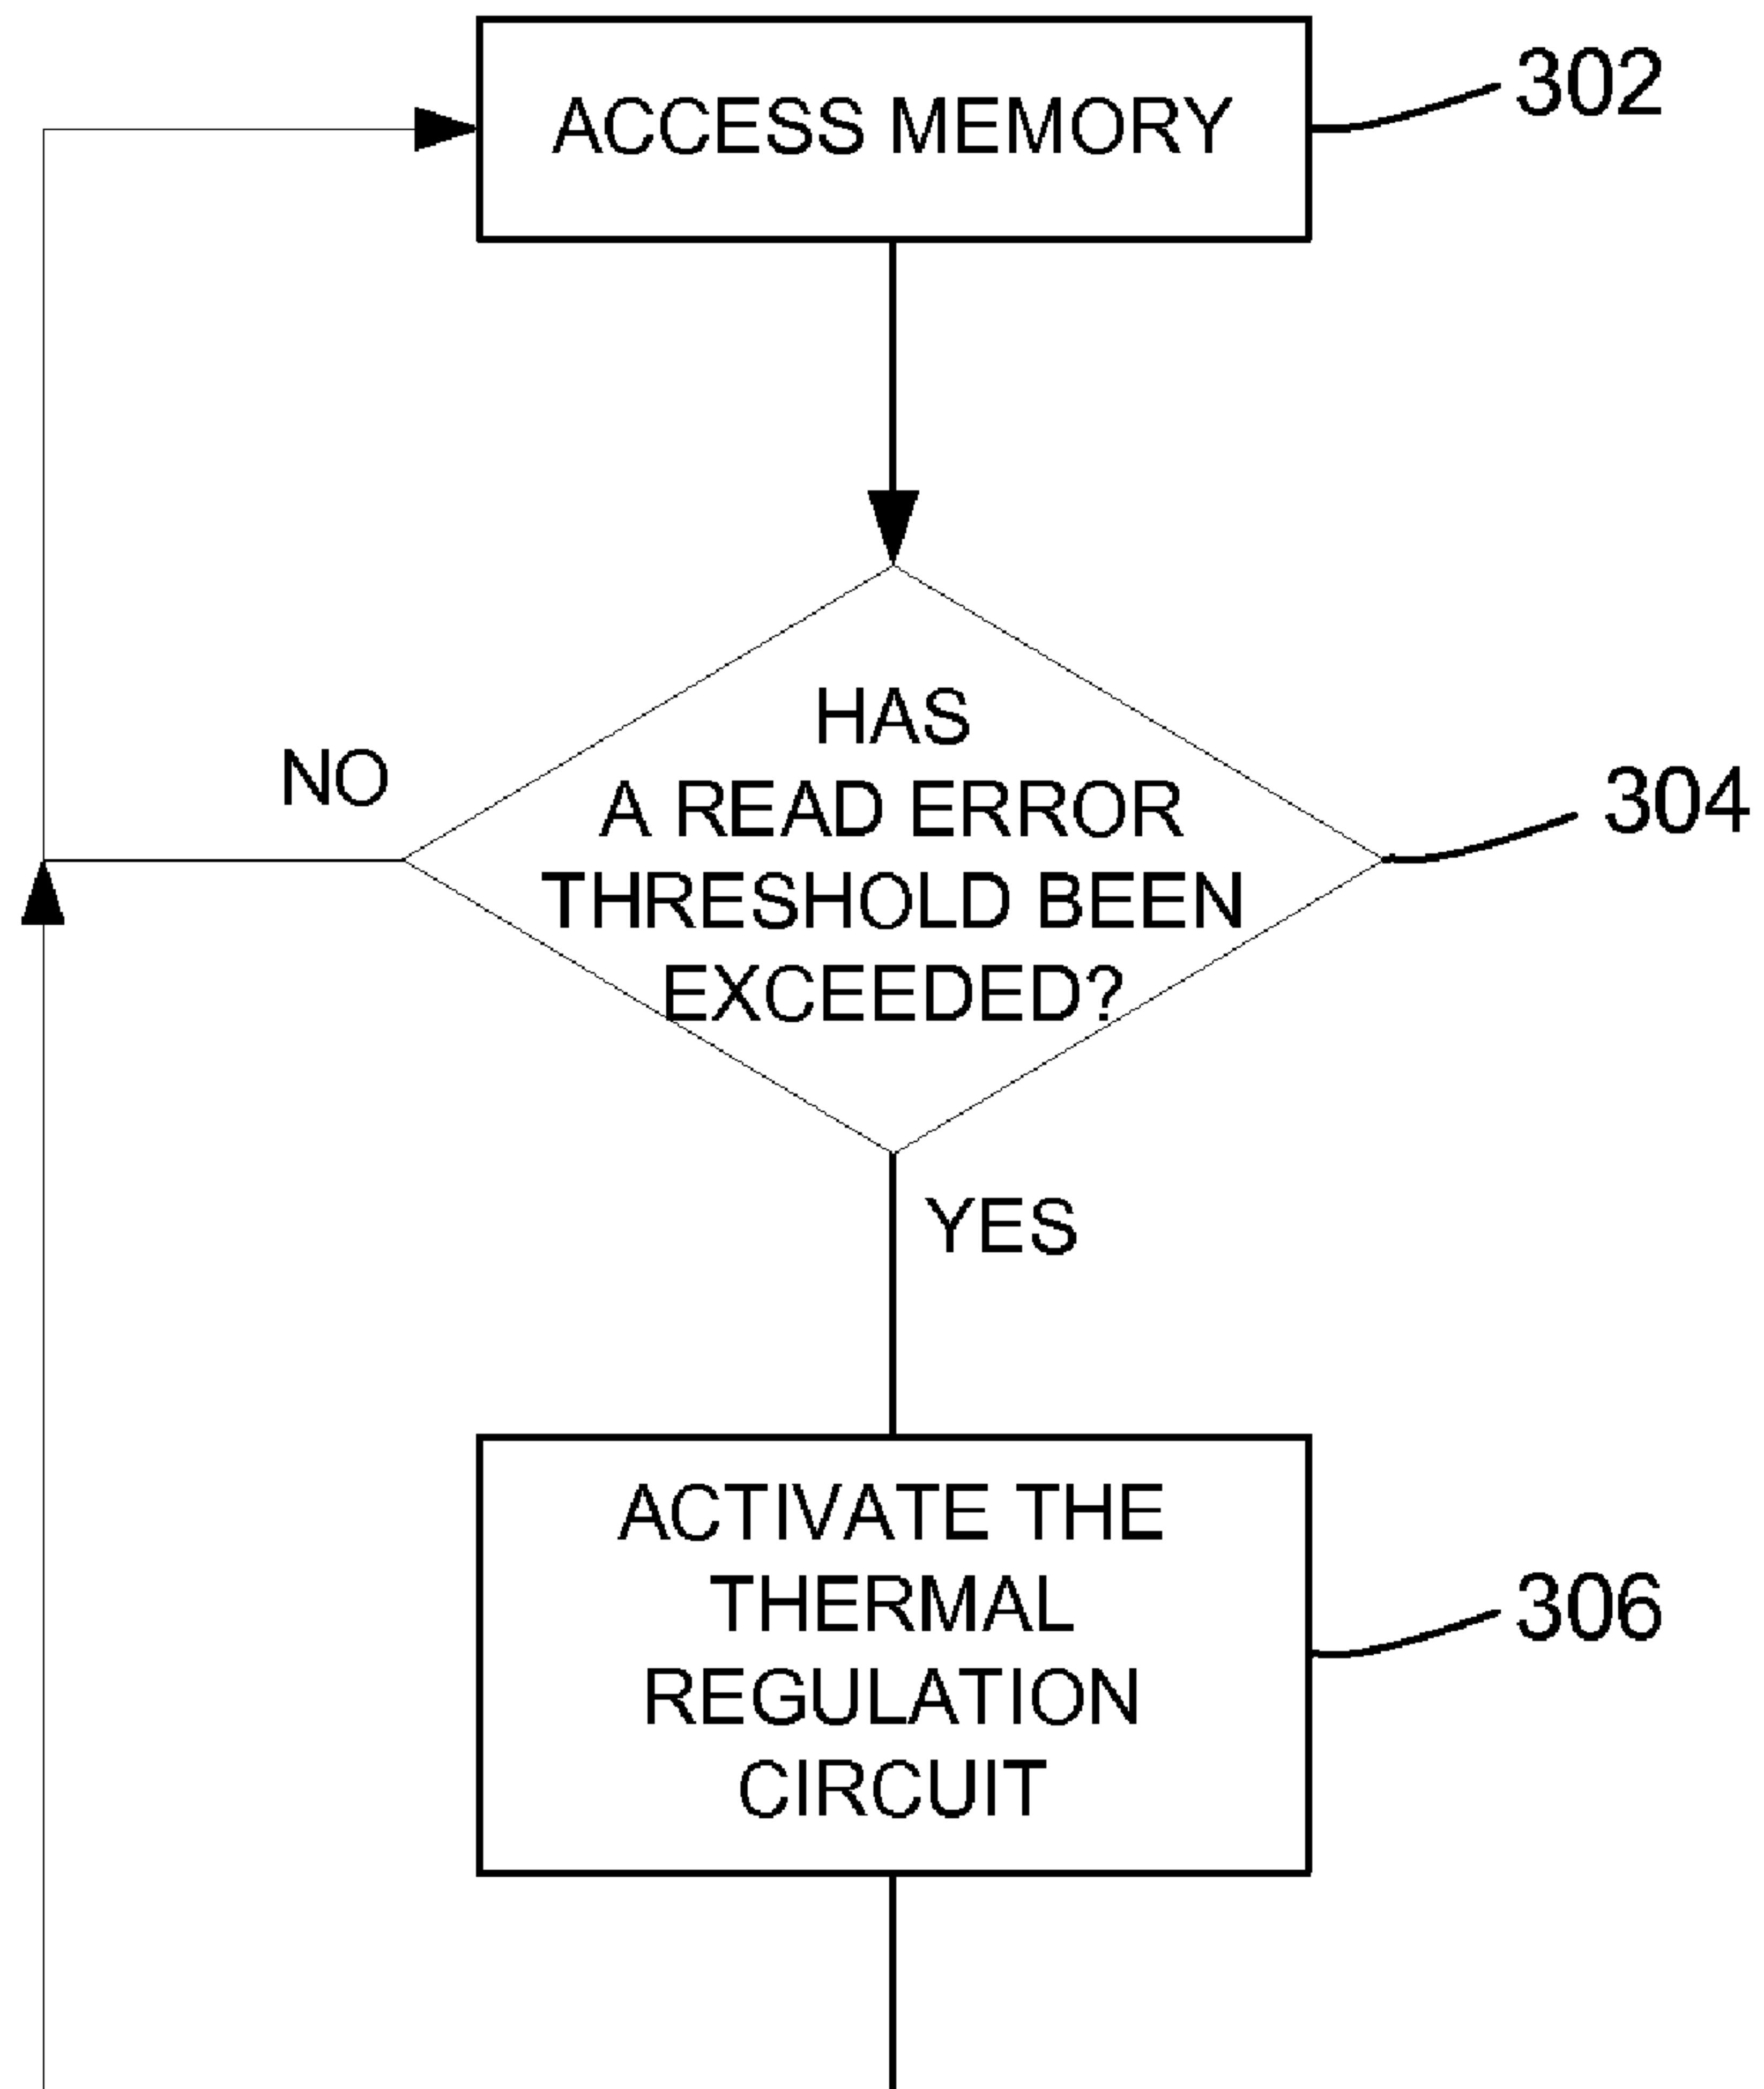 ACCESS MEMORY
302
HAS
A READ ERROR
THRESHOLD BEEN
EXCEEDED?
NO
304
YES
ACTIVATE THE
THERMAL
REGULATION
CIRCUIT
306